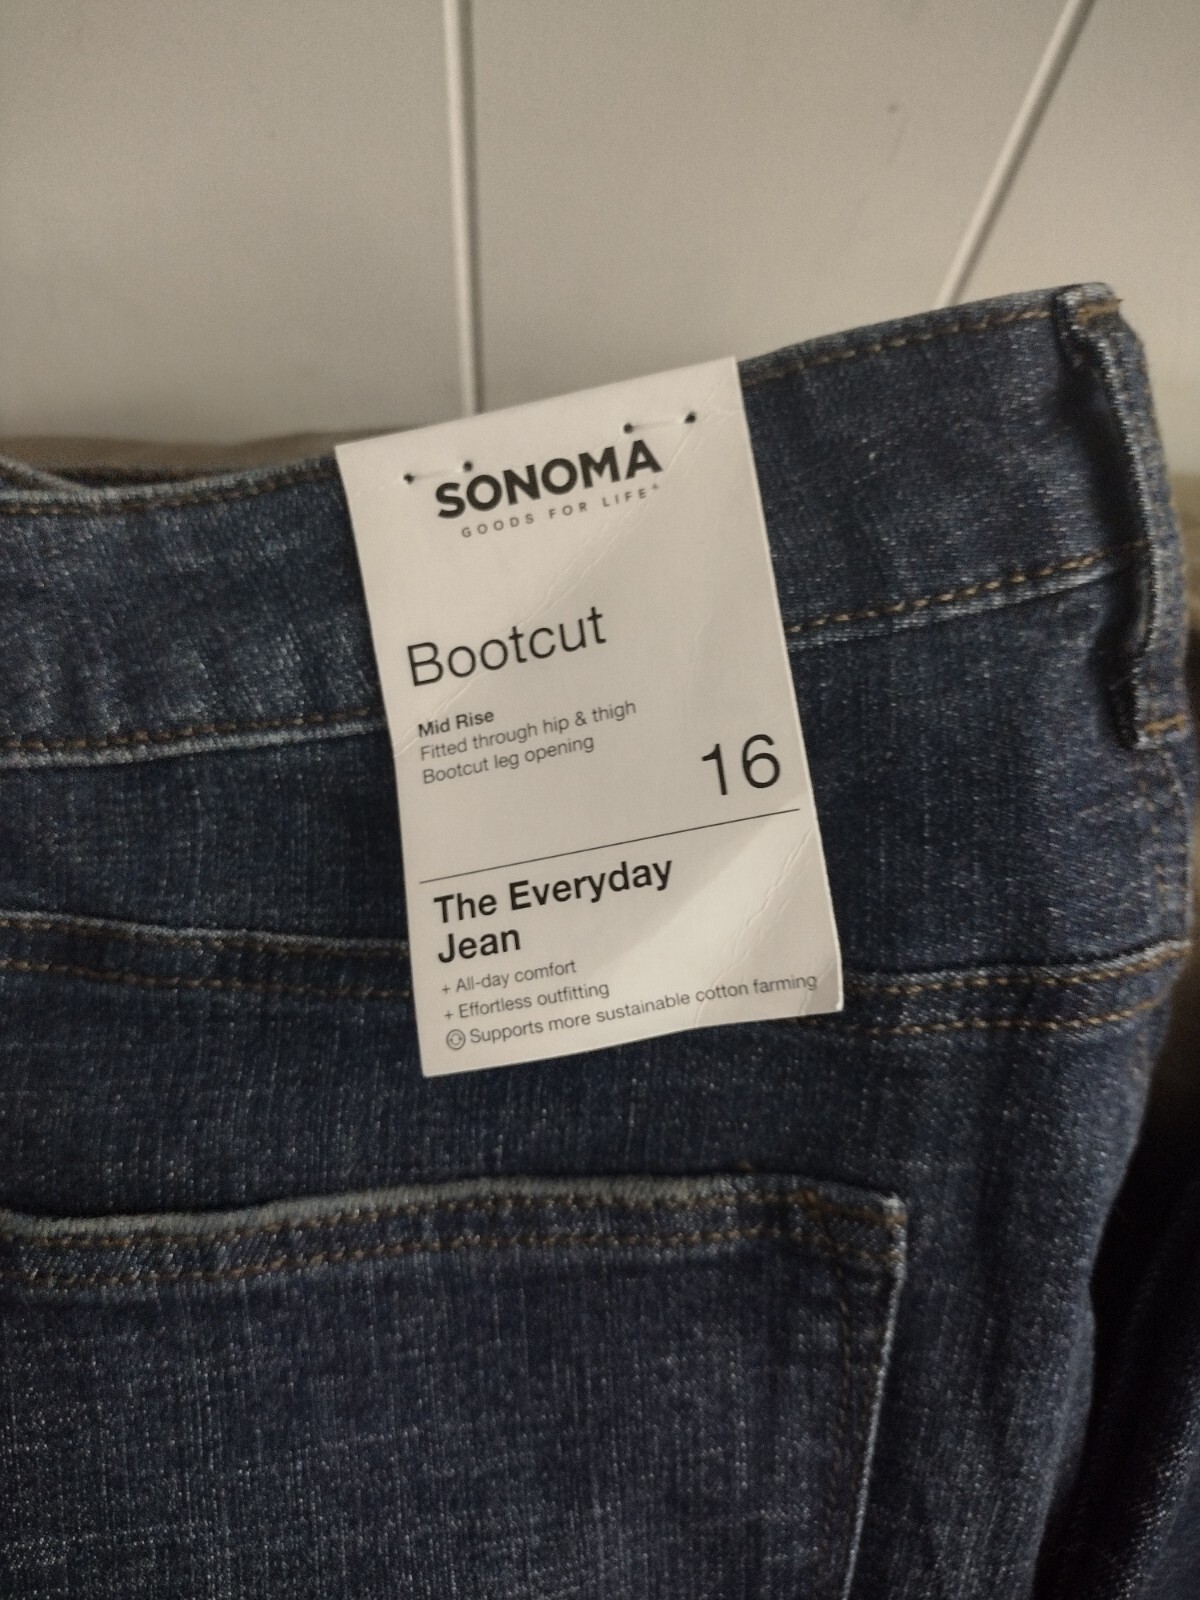 SONOMA
GOODS FOR LIFE
Bootcut
Mid Rise
Fitted through hip & thigh
Bootcut leg opening
16
The Everyday
Jean
+ All-day comfort
+ Effortless outfitting
Supports more sustainable cotton farming